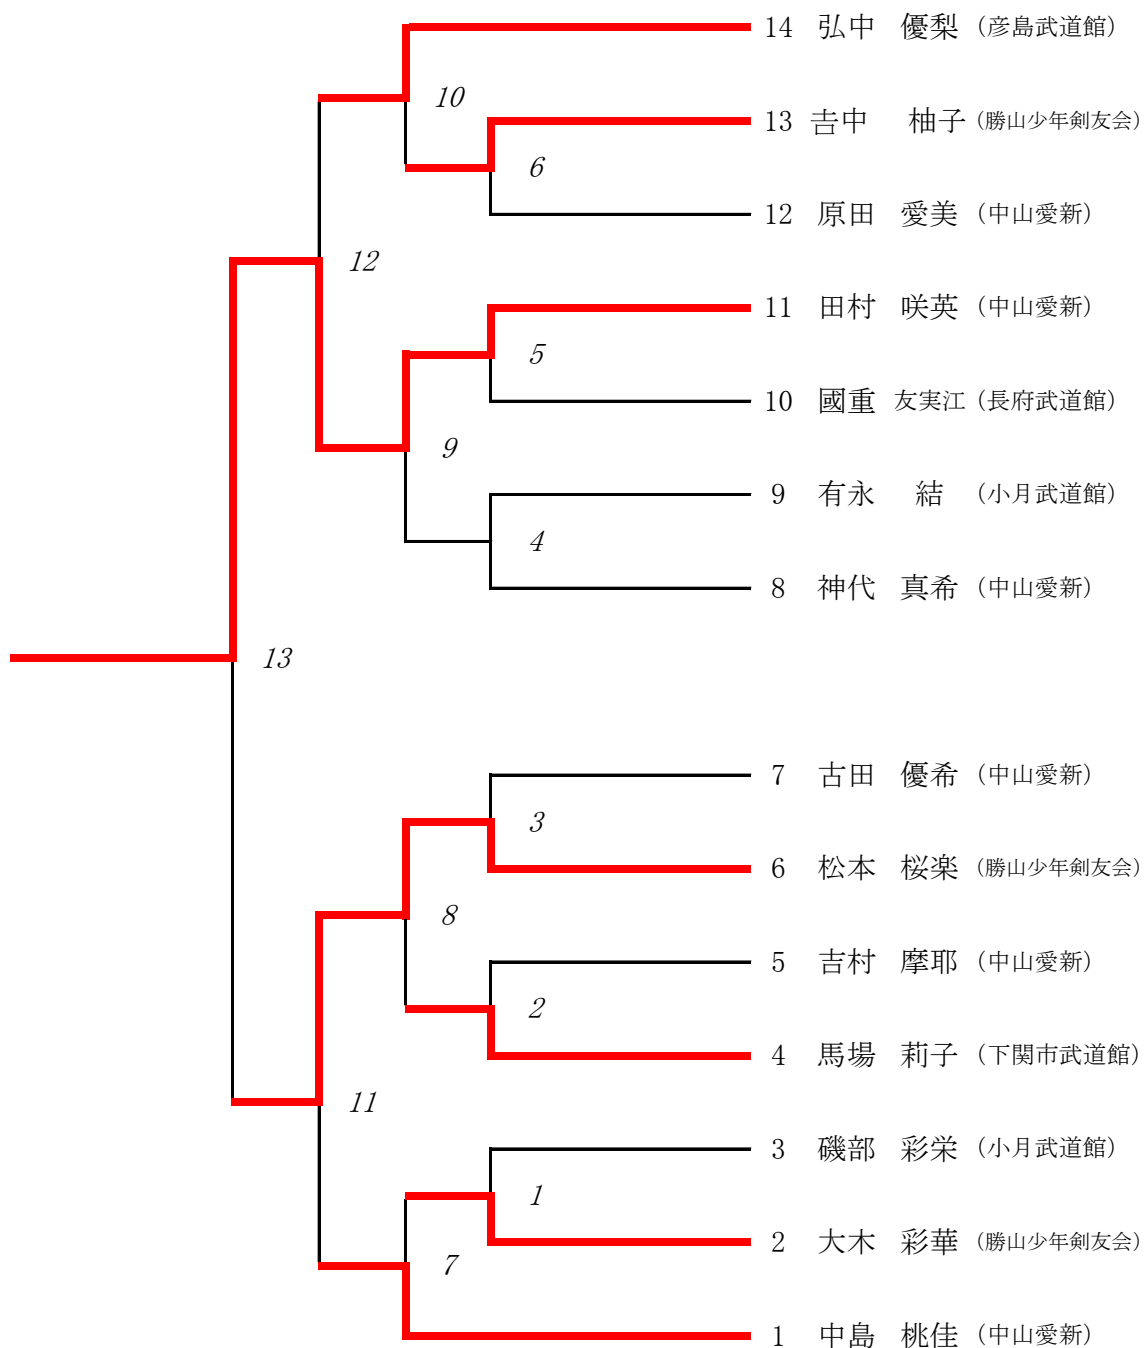 14 弘中 優梨 （彦島武道館）
10
13 𠮷中 柚子 （勝山少年剣友会）
6
12 原田 愛美 （中山愛新）
12
11 田村 咲英 （中山愛新）
5
10 國重 友実江 （長府武道館）
9
9 有永 結 （小月武道館）
4
8 神代 真希 （中山愛新）
13
7 古田 優希 （中山愛新）
3
6 松本 桜楽 （勝山少年剣友会）
8
5 吉村 摩耶 （中山愛新）
2
4 馬場 莉子 （下関市武道館）
11
3 磯部 彩栄 （小月武道館）
1
2 大木 彩華 （勝山少年剣友会）
7
1 中島 桃佳 （中山愛新）